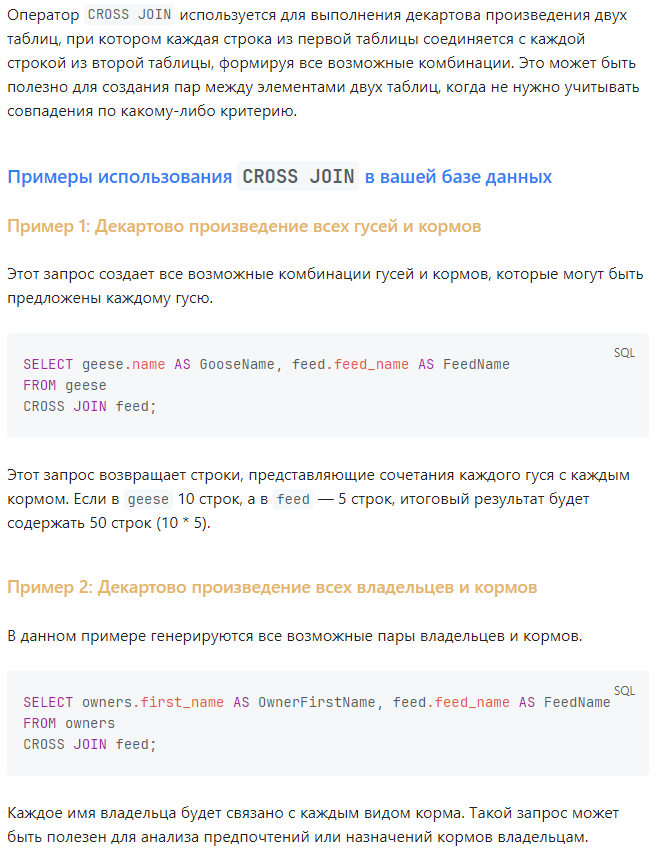 Оператор CROSS JOIN используется для выполнения декартова произведения двух
таблиц, при котором каждая строка из первой таблицы соединяется с каждой
строкой из второй таблицы, формируя все возможные комбинации. Это может быть
полезно для создания пар между элементами двух таблиц, когда не нужно учитывать
совпадения по какому-либо критерию.
Примеры использования CROSS JOIN в вашей базе данных
Пример 1: Декартово произведение всех гусей и кормов
Этот запрос создает все возможные комбинации гусей и кормов, которые могут быть
предложены каждому гусю.
SQL
SELECT geese.name AS GooseName, feed.feed_name AS FeedName
FROM geese
CROSS JOIN feed;
Этот запрос возвращает строки, представляющие сочетания каждого гуся с каждым
кормом. Если в geese 10 строк, а в feed — 5 строк, итоговый результат будет
содержать 50 строк (10 * 5).
Пример 2: Декартово произведение всех владельцев и кормов
В данном примере генерируются все возможные пары владельцев и кормов.
SQL
SELECT owners.first_name AS OwnerFirstName, feed.feed_name AS FeedName
FROM owners
CROSS JOIN feed;
Каждое имя владельца будет связано с каждым видом корма. Такой запрос может
быть полезен для анализа предпочтений или назначений кормов владельцам.